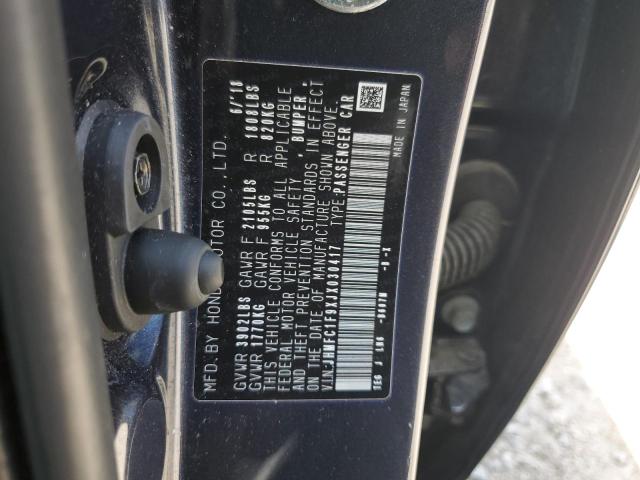 MFD. BY HONDA MOTOR CO., LTD. 6/'18
GVWR 3902LBS GAWR F 2105LBS R 1808LBS
GVWR 1770KG GAWR F 955KG R 820KG
THIS VEHICLE CONFORMS TO ALL APPLICABLE
FEDERAL MOTOR VEHICLE SAFETY , BUMPER ,
AND THEFT PREVENTION STANDARDS IN EFFECT
ON THE DATE OF MANUFACTURE SHOWN ABOVE.
V.I.N:JHMFC1F9XJX030417 TYPE:PASSENGER CAR
MADE IN JAPAN